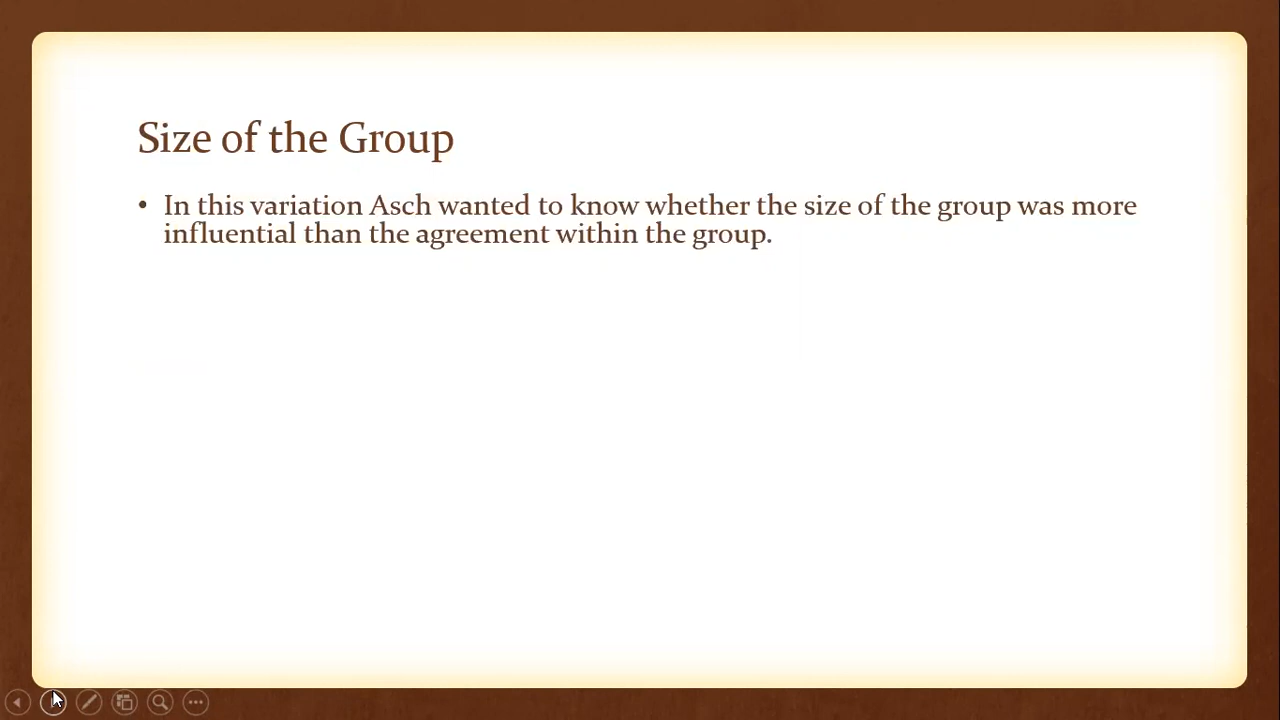 Size of the Group
• In this variation Asch wanted to know whether the size of the group was more
influential than the agreement within the group.